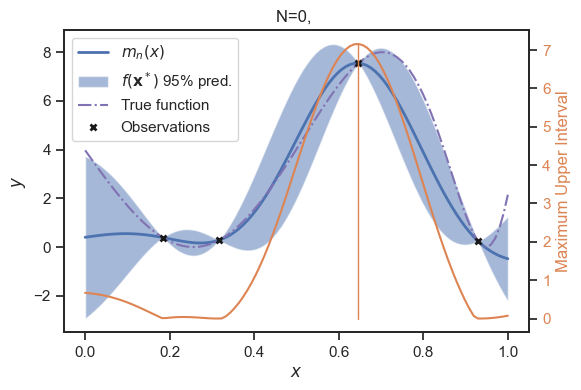 N=0,
mₙ(x)
f(x*) 95% pred.
True function
Observations
8
6
4
2
0
−2
y
0.0
0.2
0.4
0.6
0.8
1.0
x
7
6
5
4
3
2
1
0
Maximum Upper Interval